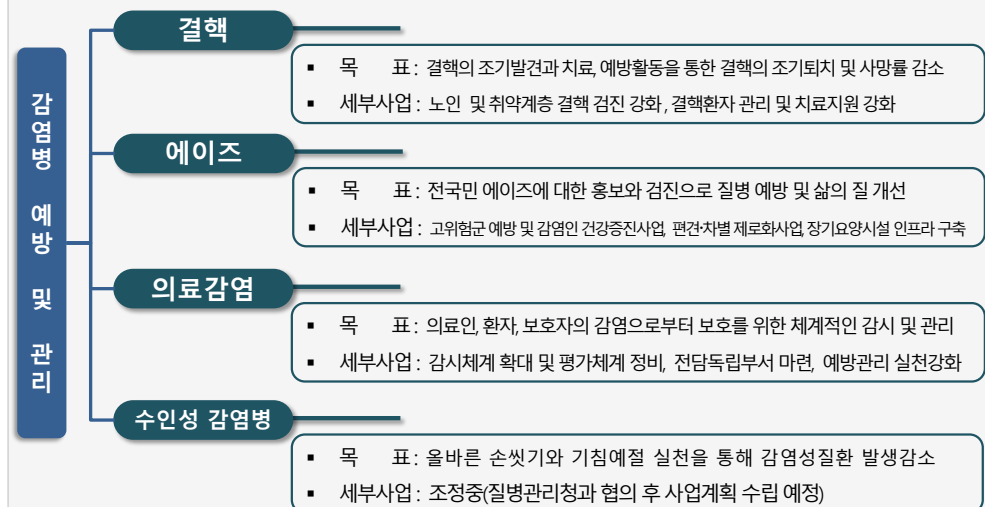 감염병 예방 및 관리
결핵
▪ 목 표 : 결핵의 조기발견과 치료, 예방활동을 통한 결핵의 조기퇴치 및 사망률 감소
▪ 세부사업 : 노인 및 취약계층 결핵 검진 강화 , 결핵환자 관리 및 치료지원 강화
에이즈
▪ 목 표 : 전국민 에이즈에 대한 홍보와 검진으로 질병 예방 및 삶의 질 개선
▪ 세부사업 : 고위험군 예방 및 감염인 건강증진사업, 편견·차별 제로화사업, 장기요양시설 인프라 구축
의료감염
▪ 목 표 : 의료인, 환자, 보호자의 감염으로부터 보호를 위한 체계적인 감시 및 관리
▪ 세부사업 : 감시체계 확대 및 평가체계 정비, 전담독립부서 마련, 예방관리 실천강화
수인성 감염병
▪ 목 표 : 올바른 손씻기와 기침예절 실천을 통해 감염성질환 발생감소
▪ 세부사업 : 조정중(질병관리청과 협의 후 사업계획 수립 예정)